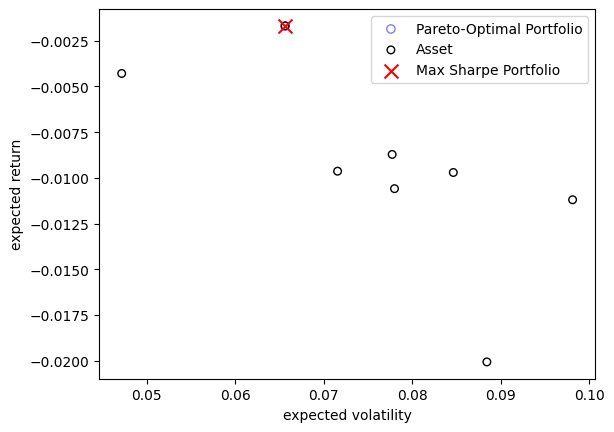 −0.0025
−0.0050
−0.0075
−0.0100
−0.0125
−0.0150
−0.0175
−0.0200
expected return
Pareto-Optimal Portfolio
Asset
Max Sharpe Portfolio
0.05 0.06 0.07 0.08 0.09 0.10
expected volatility